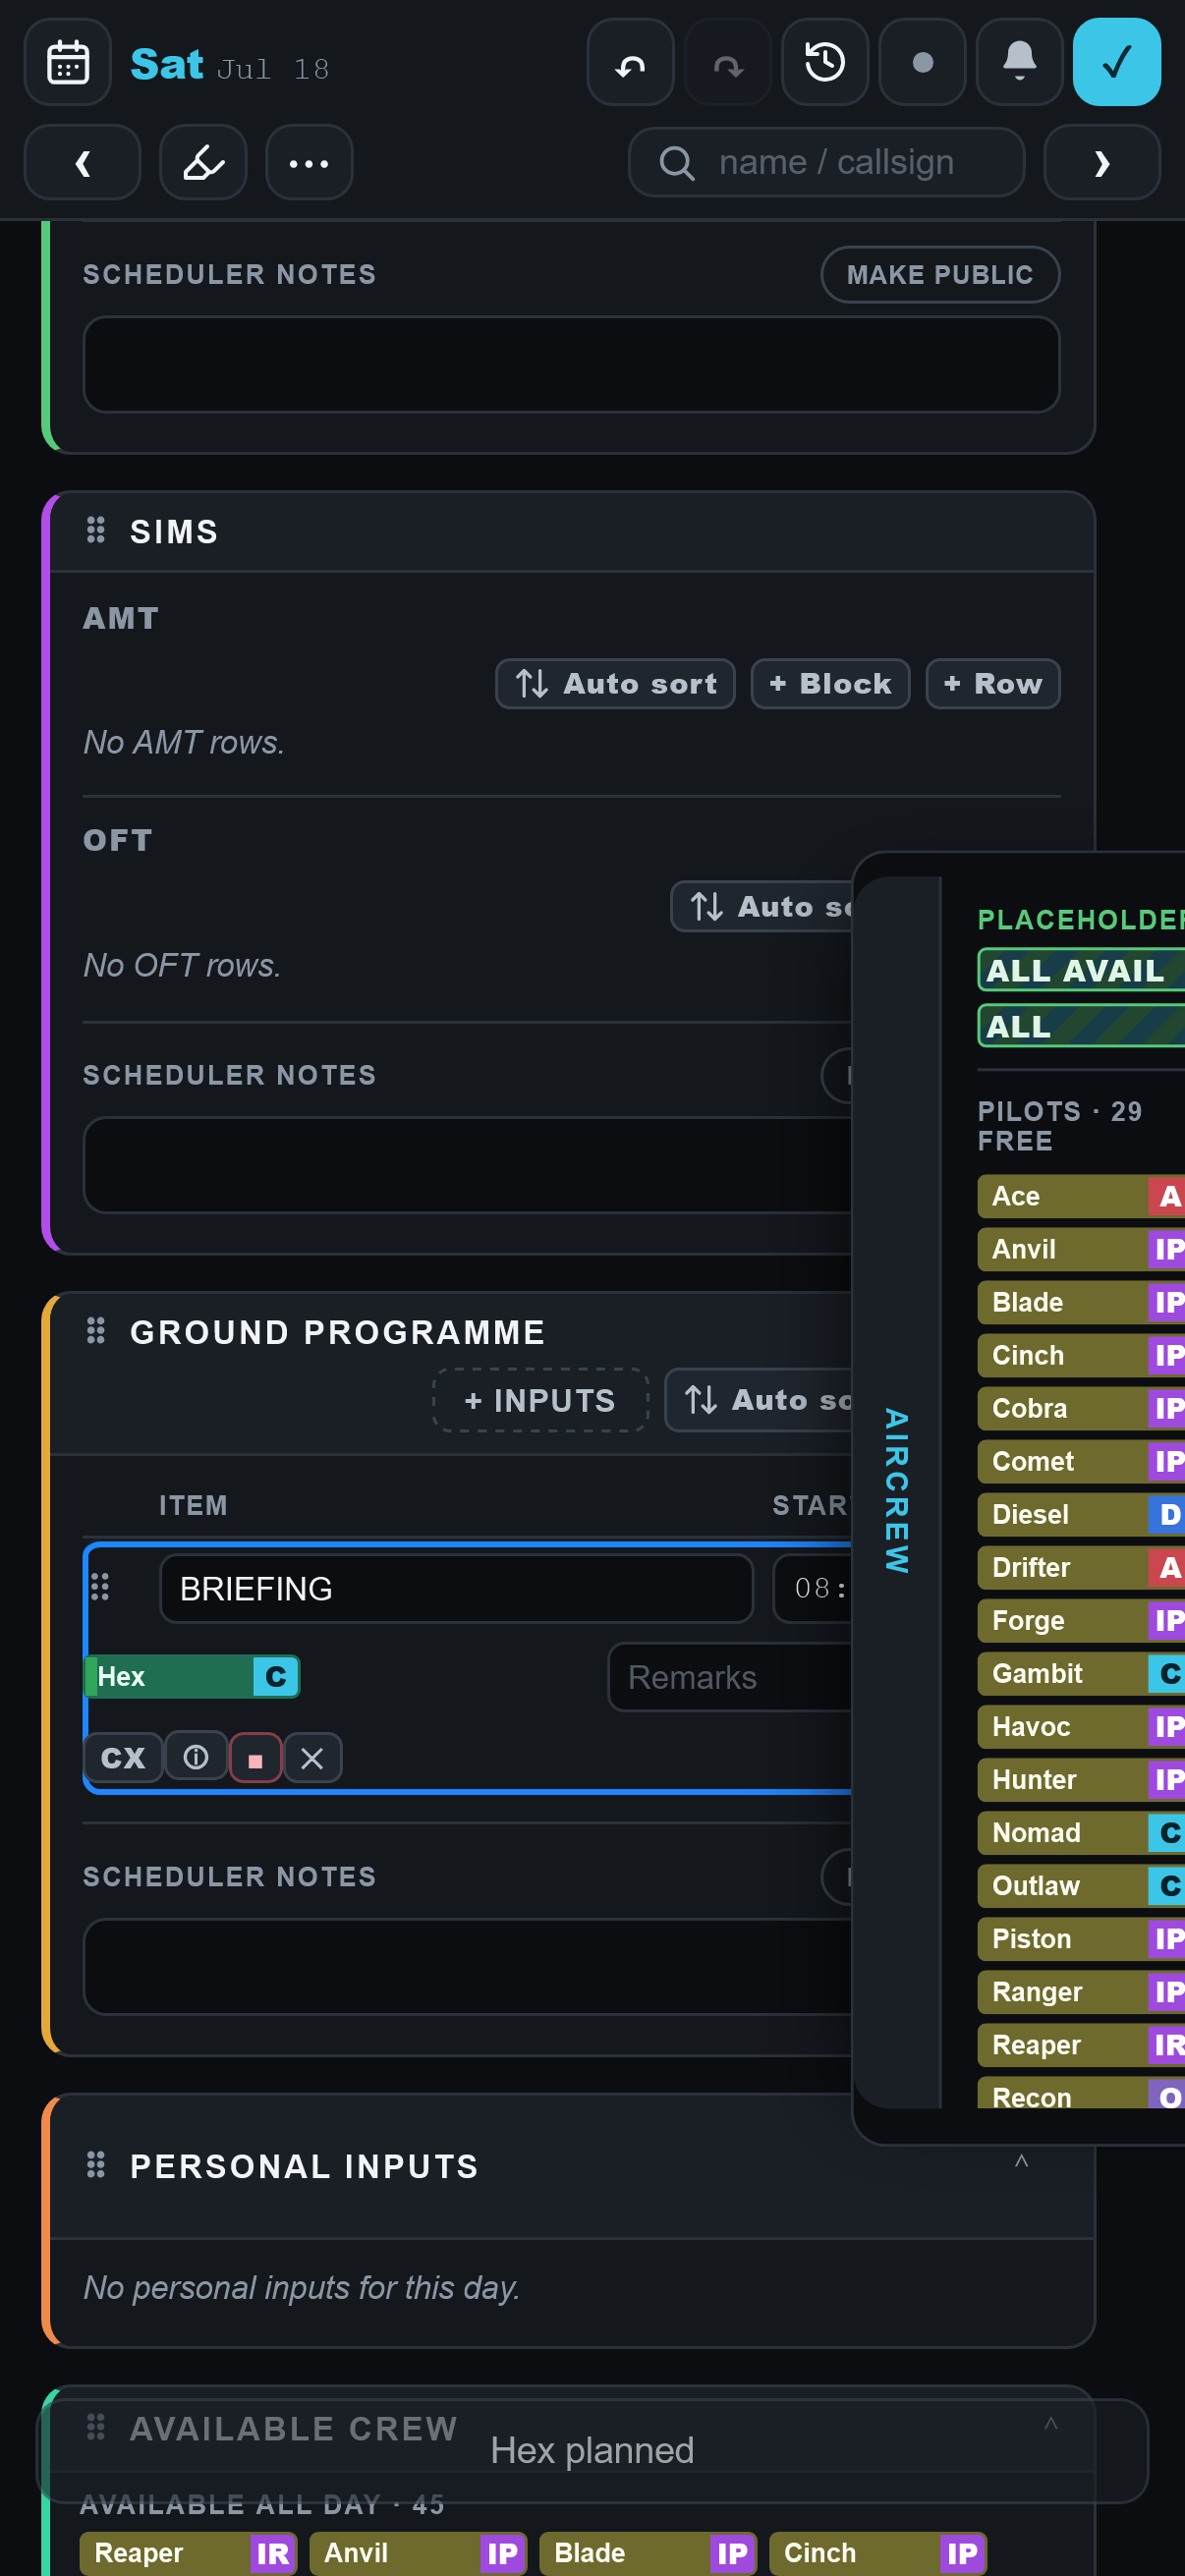 Sat Jul 18
name / callsign
SCHEDULER NOTES
MAKE PUBLIC
SIMS
AMT
Auto sort
+ Block
+ Row
No AMT rows.
OFT
Auto
No OFT rows.
SCHEDULER NOTES
GROUND PROGRAMME
+ INPUTS
Auto
ITEM
BRIEFING
08:
Hex C
Remarks
CX
SCHEDULER NOTES
AIRCREW
ALL AVAIL
ALL
PILOTS · 29
FREE
Ace A
Anvil IP
Blade IP
Cinch IP
Cobra IP
Comet IP
Diesel D
Drifter A
Forge IP
Gambit C
Havoc IP
Hunter IP
Nomad C
Outlaw C
Piston IP
Ranger IP
Reaper IR
Recon O
PERSONAL INPUTS
No personal inputs for this day.
AVAILABLE CREW
Hex planned
AVAILABLE ALL DAY · 45
Reaper IR
Anvil IP
Blade IP
Cinch IP